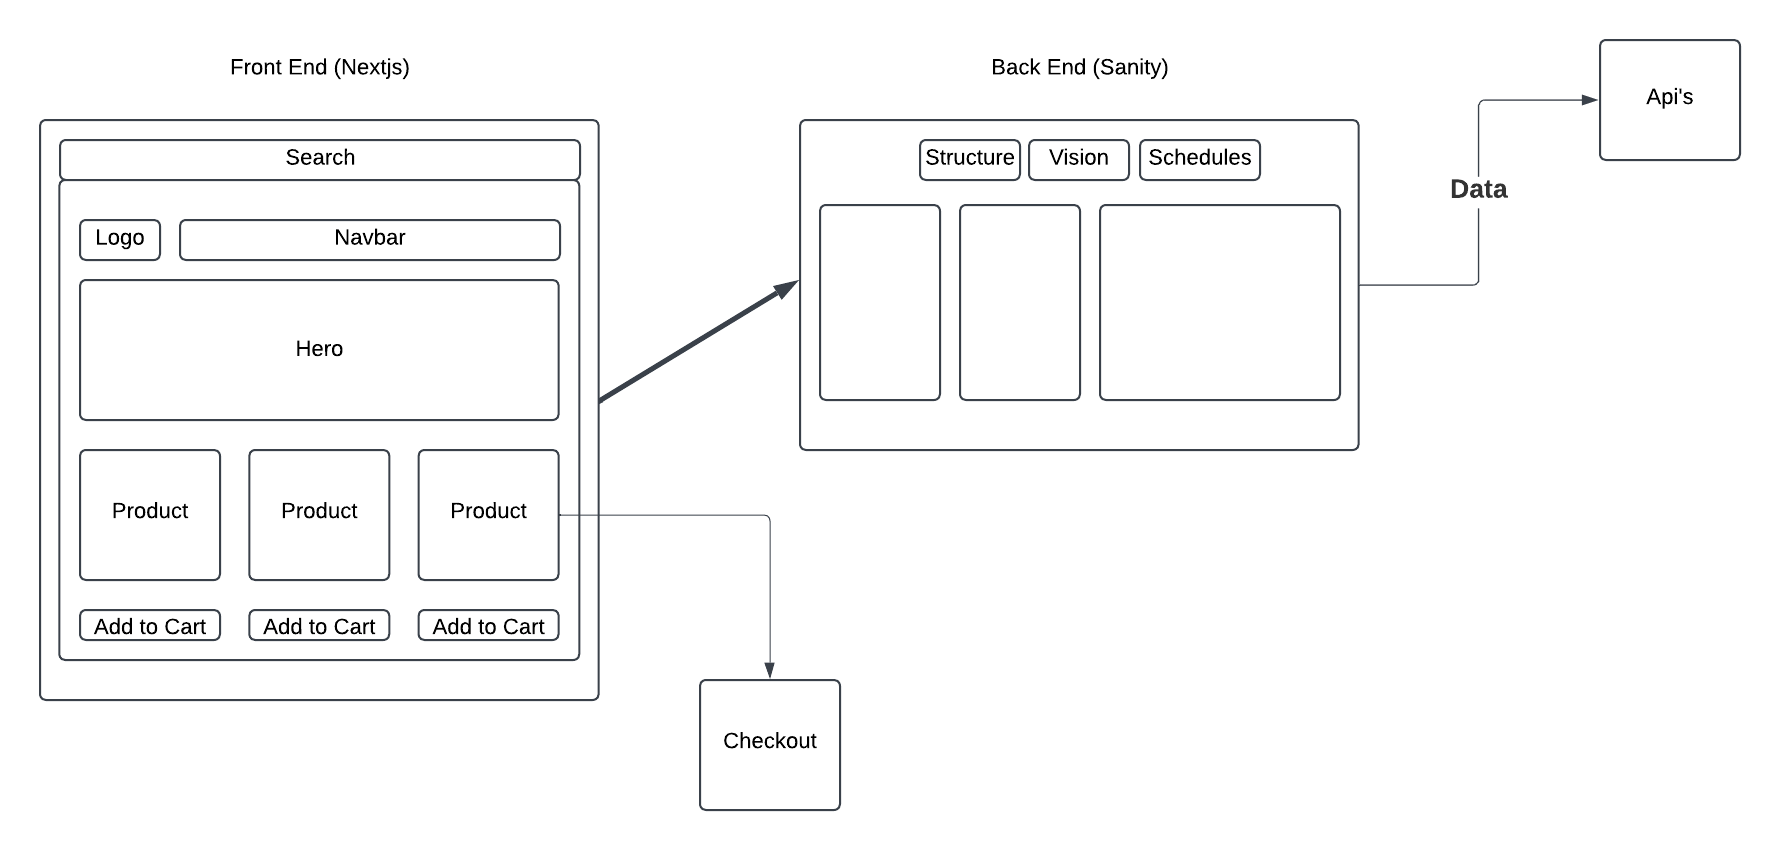 Front End (Nextjs)
Back End (Sanity)
Api's
Search
Structure
Vision
Schedules
Data
Logo
Navbar
Hero
Product
Product
Product
Add to Cart
Add to Cart
Add to Cart
Checkout